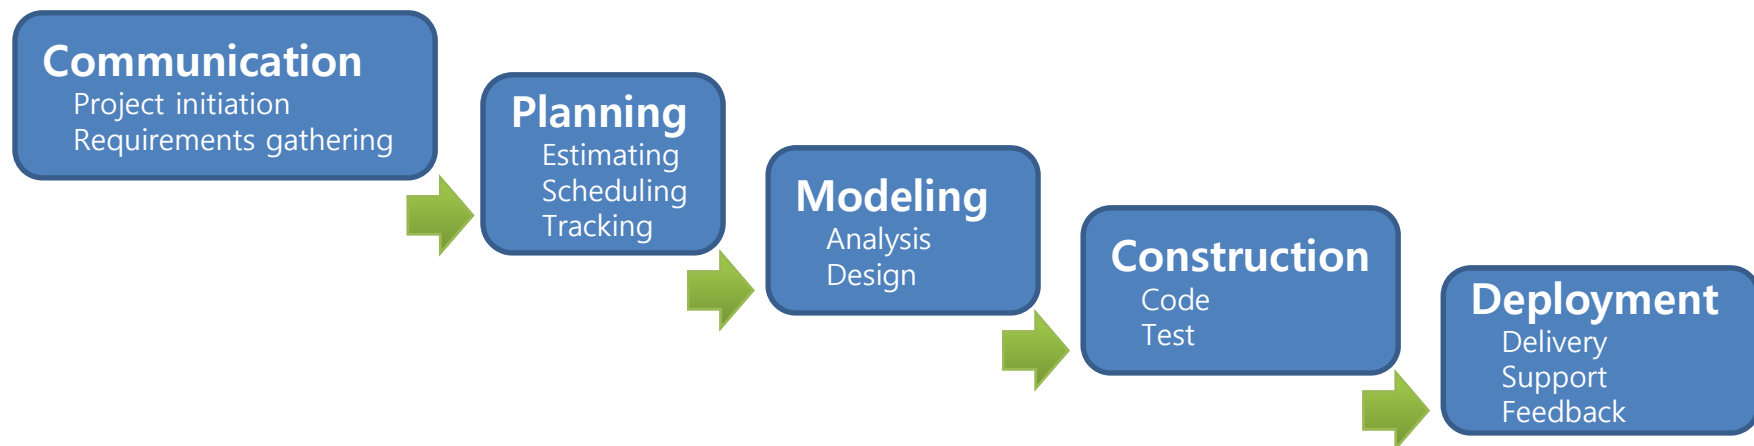 Communication
Project initiation
Requirements gathering
Planning
Estimating
Scheduling
Tracking
Modeling
Analysis
Design
Construction
Code
Test
Deployment
Delivery
Support
Feedback